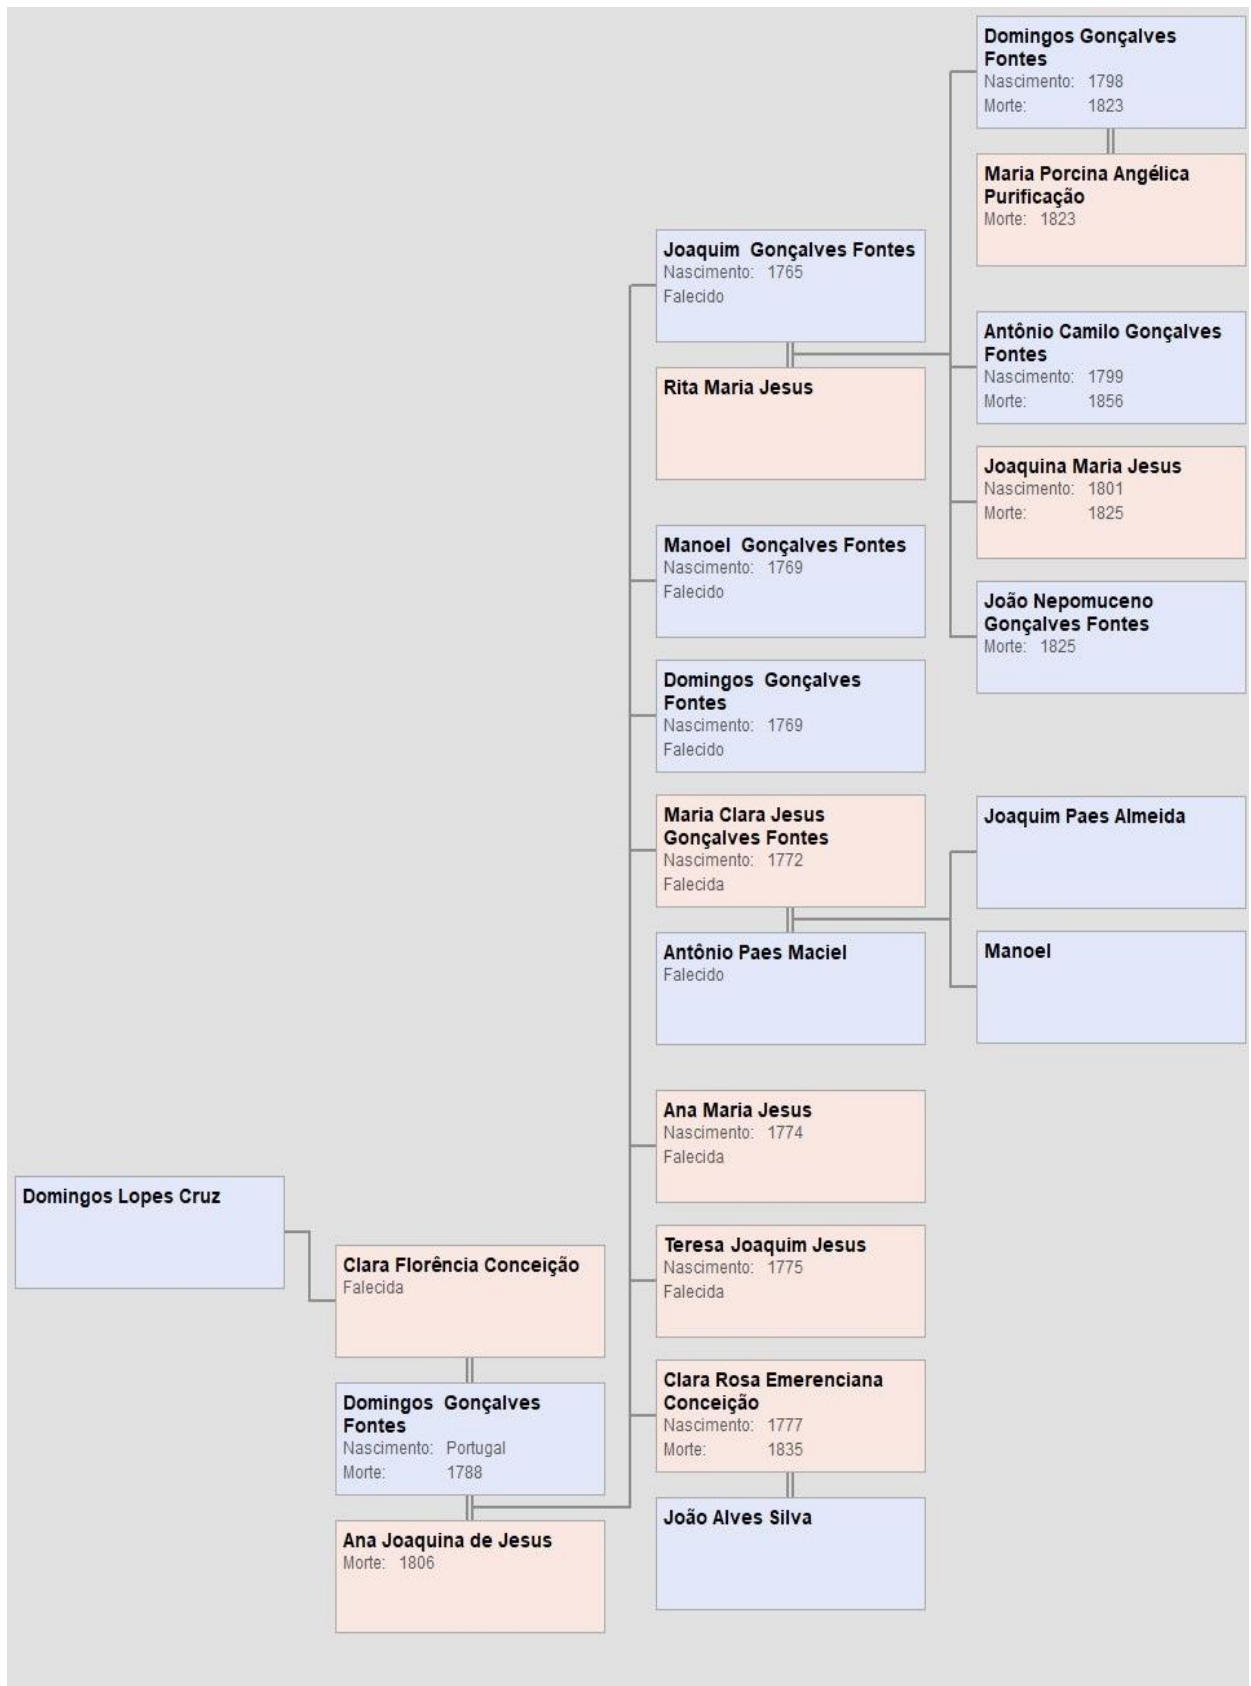 Domingos Lopes Cruz
Clara Florência Conceição
Falecida
Domingos Gonçalves
Fontes
Nascimento: Portugal
Morte: 1788
Ana Joaquina de Jesus
Morte: 1806
Joaquim Gonçalves Fontes
Nascimento: 1765
Falecido
Rita Maria Jesus
Manoel Gonçalves Fontes
Nascimento: 1769
Falecido
Domingos Gonçalves
Fontes
Nascimento: 1769
Falecido
Maria Clara Jesus
Gonçalves Fontes
Nascimento: 1772
Falecida
Antônio Paes Maciel
Falecido
Ana Maria Jesus
Nascimento: 1774
Falecida
Teresa Joaquim Jesus
Nascimento: 1775
Falecida
Clara Rosa Emerenciana
Conceição
Nascimento: 1777
Morte: 1835
João Alves Silva
Domingos Gonçalves
Fontes
Nascimento: 1798
Morte: 1823
Maria Porcina Angélica
Purificação
Morte: 1823
Antônio Camilo Gonçalves
Fontes
Nascimento: 1799
Morte: 1856
Joaquina Maria Jesus
Nascimento: 1801
Morte: 1825
João Nepomuceno
Gonçalves Fontes
Morte: 1825
Joaquim Paes Almeida
Manoel